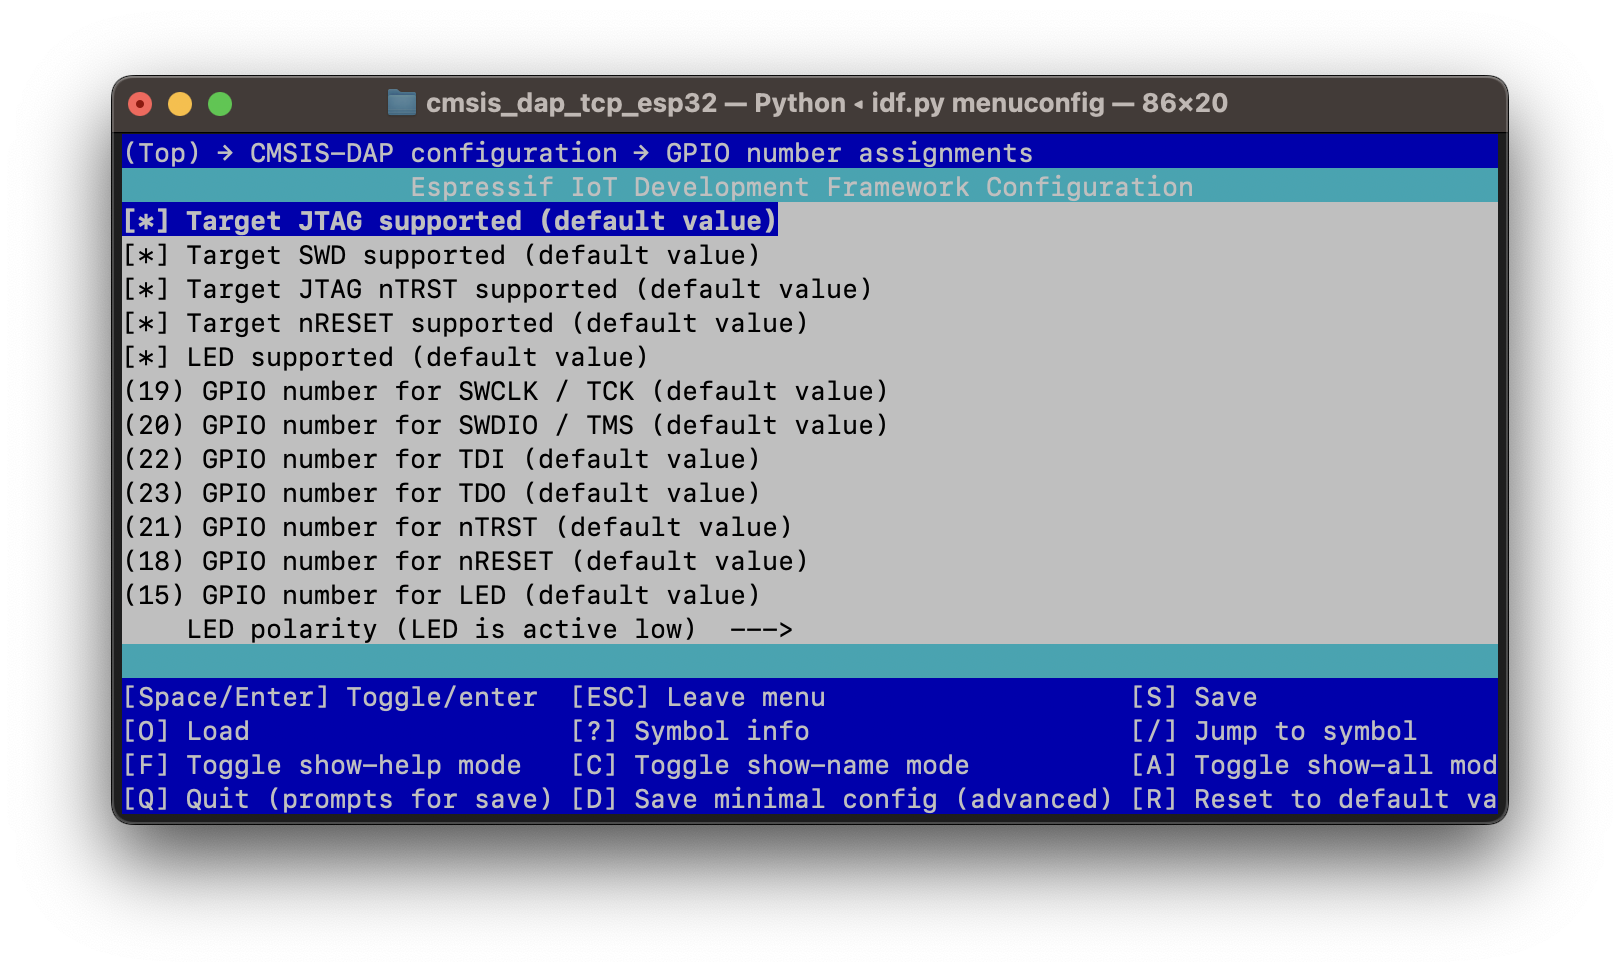 cmsis_dap_tcp_esp32 — Python ◂ idf.py menuconfig — 86×20
(Top) → CMSIS-DAP configuration → GPIO number assignments
Espressif IoT Development Framework Configuration
[*] Target JTAG supported (default value)
[*] Target SWD supported (default value)
[*] Target JTAG nTRST supported (default value)
[*] Target nRESET supported (default value)
[*] LED supported (default value)
(19) GPIO number for SWCLK / TCK (default value)
(20) GPIO number for SWDIO / TMS (default value)
(22) GPIO number for TDI (default value)
(23) GPIO number for TDO (default value)
(21) GPIO number for nTRST (default value)
(18) GPIO number for nRESET (default value)
(15) GPIO number for LED (default value)
LED polarity (LED is active low)  --->
[Space/Enter] Toggle/enter  [ESC] Leave menu  [S] Save
[O] Load  [?] Symbol info  [/] Jump to symbol
[F] Toggle show-help mode  [C] Toggle show-name mode  [A] Toggle show-all mod
[Q] Quit (prompts for save) [D] Save minimal config (advanced) [R] Reset to default va